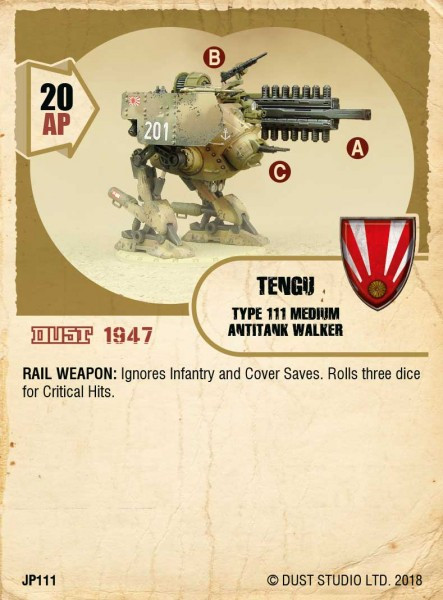 20
AP
B
201
A
C
TENGU
TYPE 111 MEDIUM
ANTITANK WALKER
DUST 1947
RAIL WEAPON: Ignores Infantry and Cover Saves. Rolls three dice
for Critical Hits.
JP111
© DUST STUDIO LTD. 2018